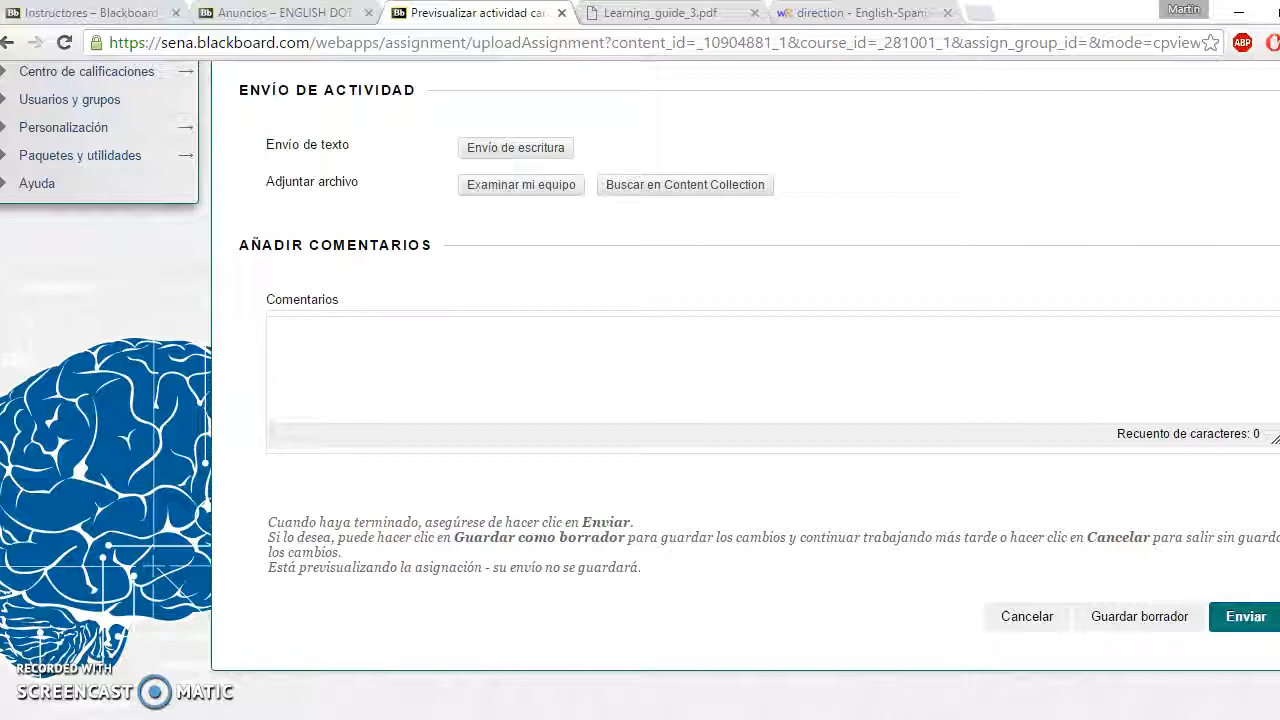 Instructores – Blackboard
Anuncios – ENGLISH DOT
Previsualizar actividad ca
Learning_guide_3.pdf
direction - English-Spani
Martin
https://sena.blackboard.com/webapps/assignment/uploadAssignment?content_id=_10904881_1&course_id=_281001_1&assign_group_id=&mode=cpview
ABP
Centro de calificaciones
Usuarios y grupos
Personalización
Paquetes y utilidades
Ayuda
ENVÍO DE ACTIVIDAD
Envío de texto
Envío de escritura
Adjuntar archivo
Examinar mi equipo
Buscar en Content Collection
AÑADIR COMENTARIOS
Comentarios
Recuento de caracteres: 0
Cuando haya terminado, asegúrese de hacer clic en Enviar.
Si lo desea, puede hacer clic en Guardar como borrador para guardar los cambios y continuar trabajando más tarde o hacer clic en Cancelar para salir sin guarda
los cambios.
Está previsualizando la asignación - su envío no se guardará.
Cancelar
Guardar borrador
Enviar
RECORDED WITH
SCREENCAST MATIC